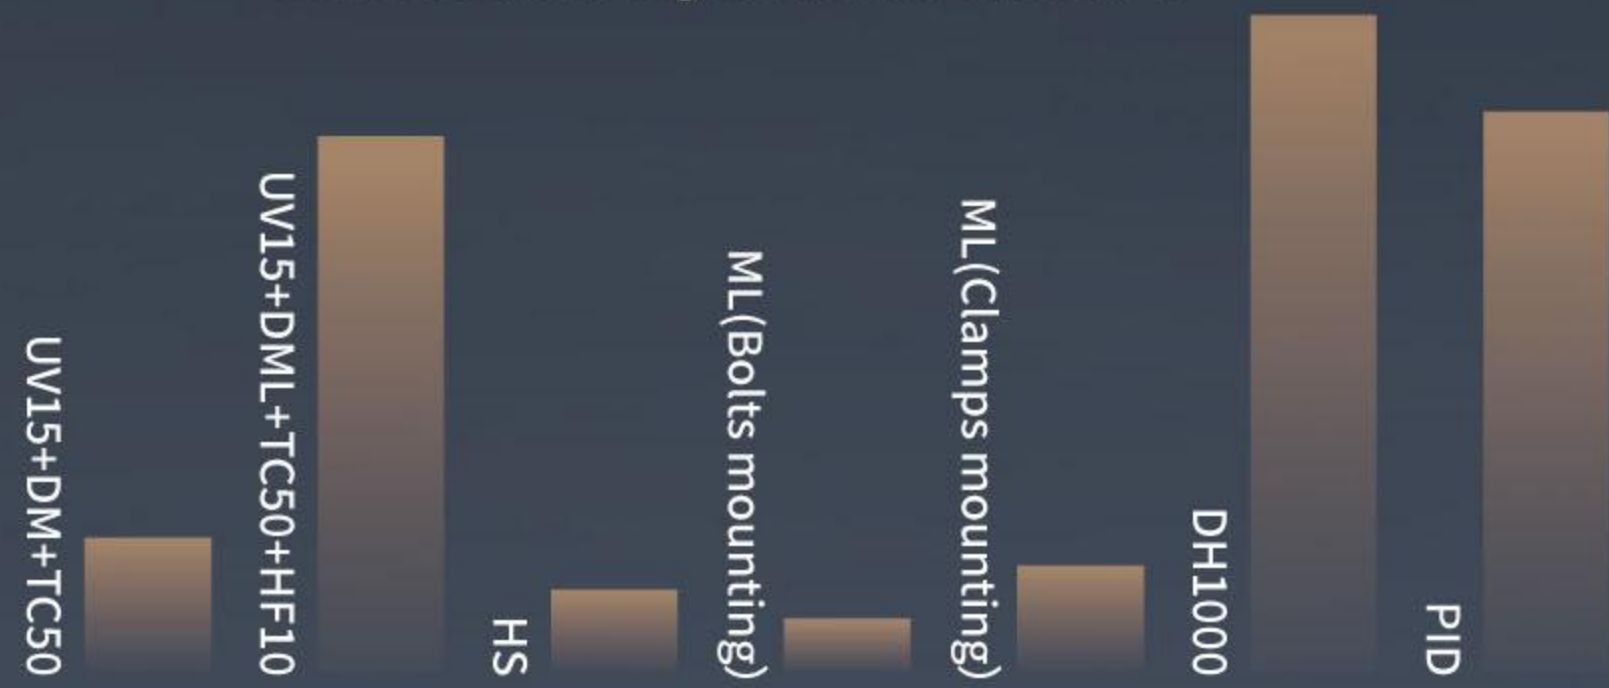 UV15+DM+TC50
UV15+DML+TC50+HF10
HS
ML(Bolts mounting)
ML(Clamps mounting)
DH1000
PID